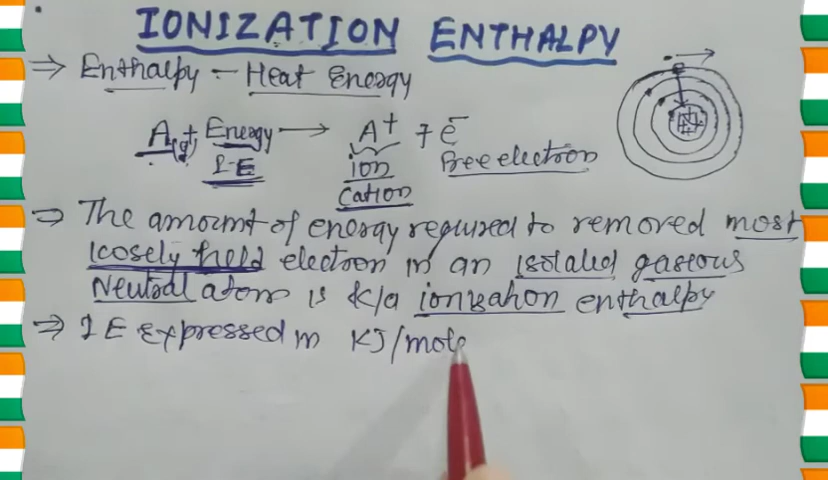 IONIZATION ENTHALPY
⇒ Enthalpy - Heat Energy
A(g) + Energy → A+ + e-
I-E ion Free electron
Cation
⇒ The amount of energy required to removed most
loosely held electron in an isolated gaseous
Neutral atom is k/a ionization enthalpy
⇒ I E expressed in KJ/mole